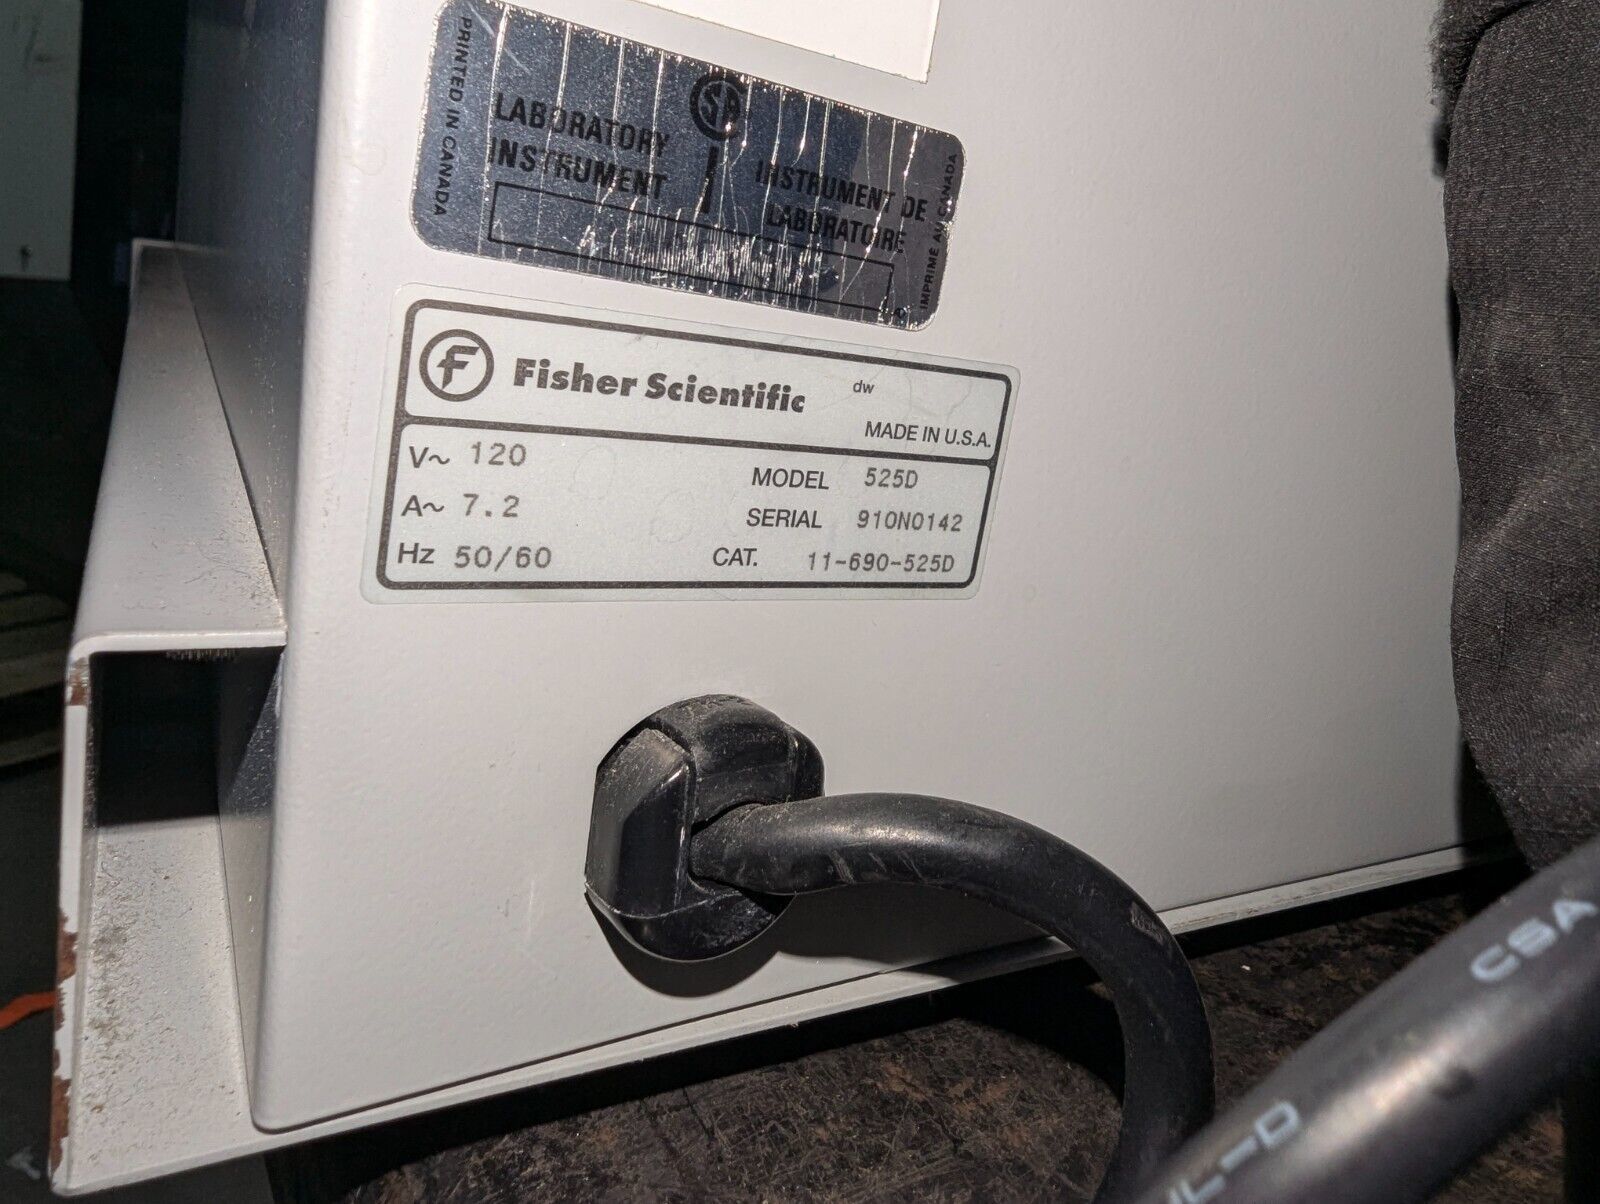 PRINTED IN CANADA
LABORATORY
INSTRUMENT
INSTRUMENT DE
LABORATOIRE
IMPRIMÉ AU CANADA
F Fisher Scientific
dw
MADE IN U.S.A.
V~ 120
MODEL 525D
A~ 7.2
SERIAL 910N0142
Hz 50/60
CAT. 11-690-525D
CSA